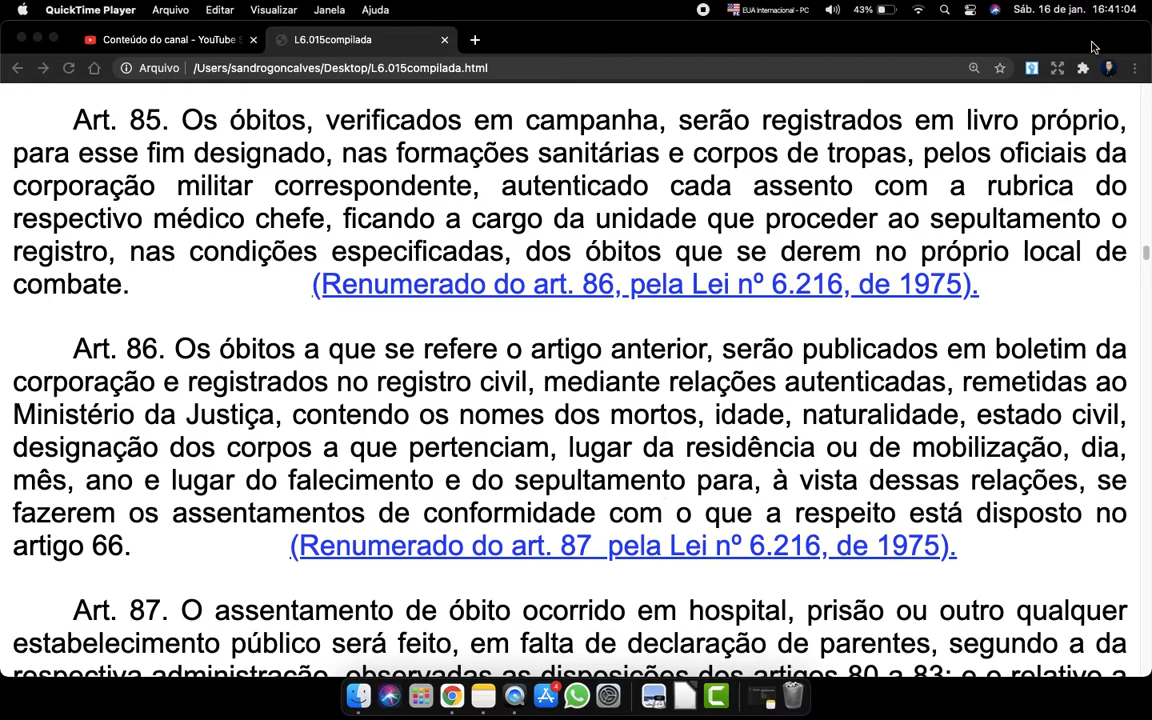 QuickTime Player Arquivo Editar Visualizar Janela Ajuda EUA Internacional - PC 43% Sáb. 16 de jan. 16:41:04
Conteúdo do canal - YouTube S × L6.015compilada × +
Arquivo /Users/sandrogoncalves/Desktop/L6.015compilada.html
Art. 85. Os óbitos, verificados em campanha, serão registrados em livro próprio,
para esse fim designado, nas formações sanitárias e corpos de tropas, pelos oficiais da
corporação militar correspondente, autenticado cada assento com a rubrica do
respectivo médico chefe, ficando a cargo da unidade que proceder ao sepultamento o
registro, nas condições especificadas, dos óbitos que se derem no próprio local de
combate. (Renumerado do art. 86, pela Lei nº 6.216, de 1975).
Art. 86. Os óbitos a que se refere o artigo anterior, serão publicados em boletim da
corporação e registrados no registro civil, mediante relações autenticadas, remetidas ao
Ministério da Justiça, contendo os nomes dos mortos, idade, naturalidade, estado civil,
designação dos corpos a que pertenciam, lugar da residência ou de mobilização, dia,
mês, ano e lugar do falecimento e do sepultamento para, à vista dessas relações, se
fazerem os assentamentos de conformidade com o que a respeito está disposto no
artigo 66. (Renumerado do art. 87 pela Lei nº 6.216, de 1975).
Art. 87. O assentamento de óbito ocorrido em hospital, prisão ou outro qualquer
estabelecimento público será feito, em falta de declaração de parentes, segundo a da
respectiva administração, observadas as disposições dos artigos 80 a 83; e o relativo a